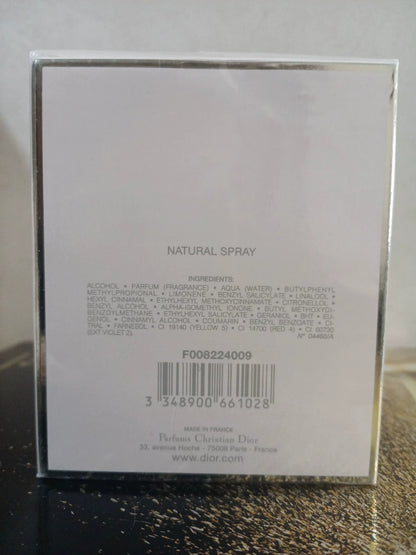 NATURAL SPRAY
INGREDIENTS:
ALCOHOL • PARFUM (FRAGRANCE) • AQUA (WATER) • BUTYLPHENYL
METHYLPROPIONAL • LIMONENE • BENZYL SALICYLATE • LINALOOL •
HEXYL CINNAMAL • ETHYLHEXYL METHOXYCINNAMATE • CITRONELLOL •
BENZYL ALCOHOL • ALPHA-ISOMETHYL IONONE • BUTYL METHOXYDI-
BENZOYLMETHANE • ETHYLHEXYL SALICYLATE • GERANIOL • BHT • EU-
GENOL • CINNAMYL ALCOHOL • COUMARIN • BENZYL BENZOATE • CI-
TRAL • FARNESOL • CI 19140 (YELLOW 5) • CI 14700 (RED 4) • CI 60730
(EXT. VIOLET 2). N° 04460/A
F008224009
3 348900 661028
MADE IN FRANCE
Parfums Christian Dior
33, avenue Hoche - 75008 Paris - France
www.dior.com